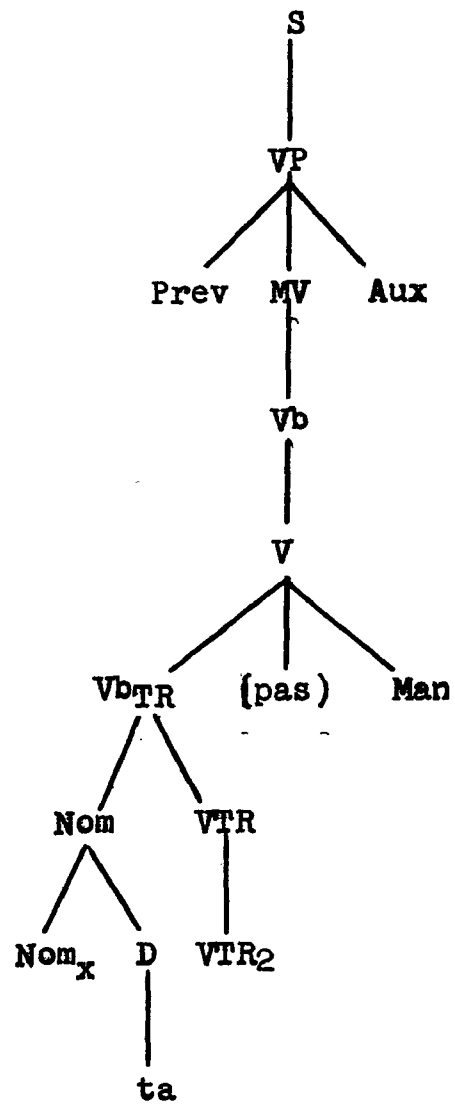 S
VP
Prev MV Aux
Vb
V
VbTR (pas) Man
Nom VTR
Nomx D VTR2
ta